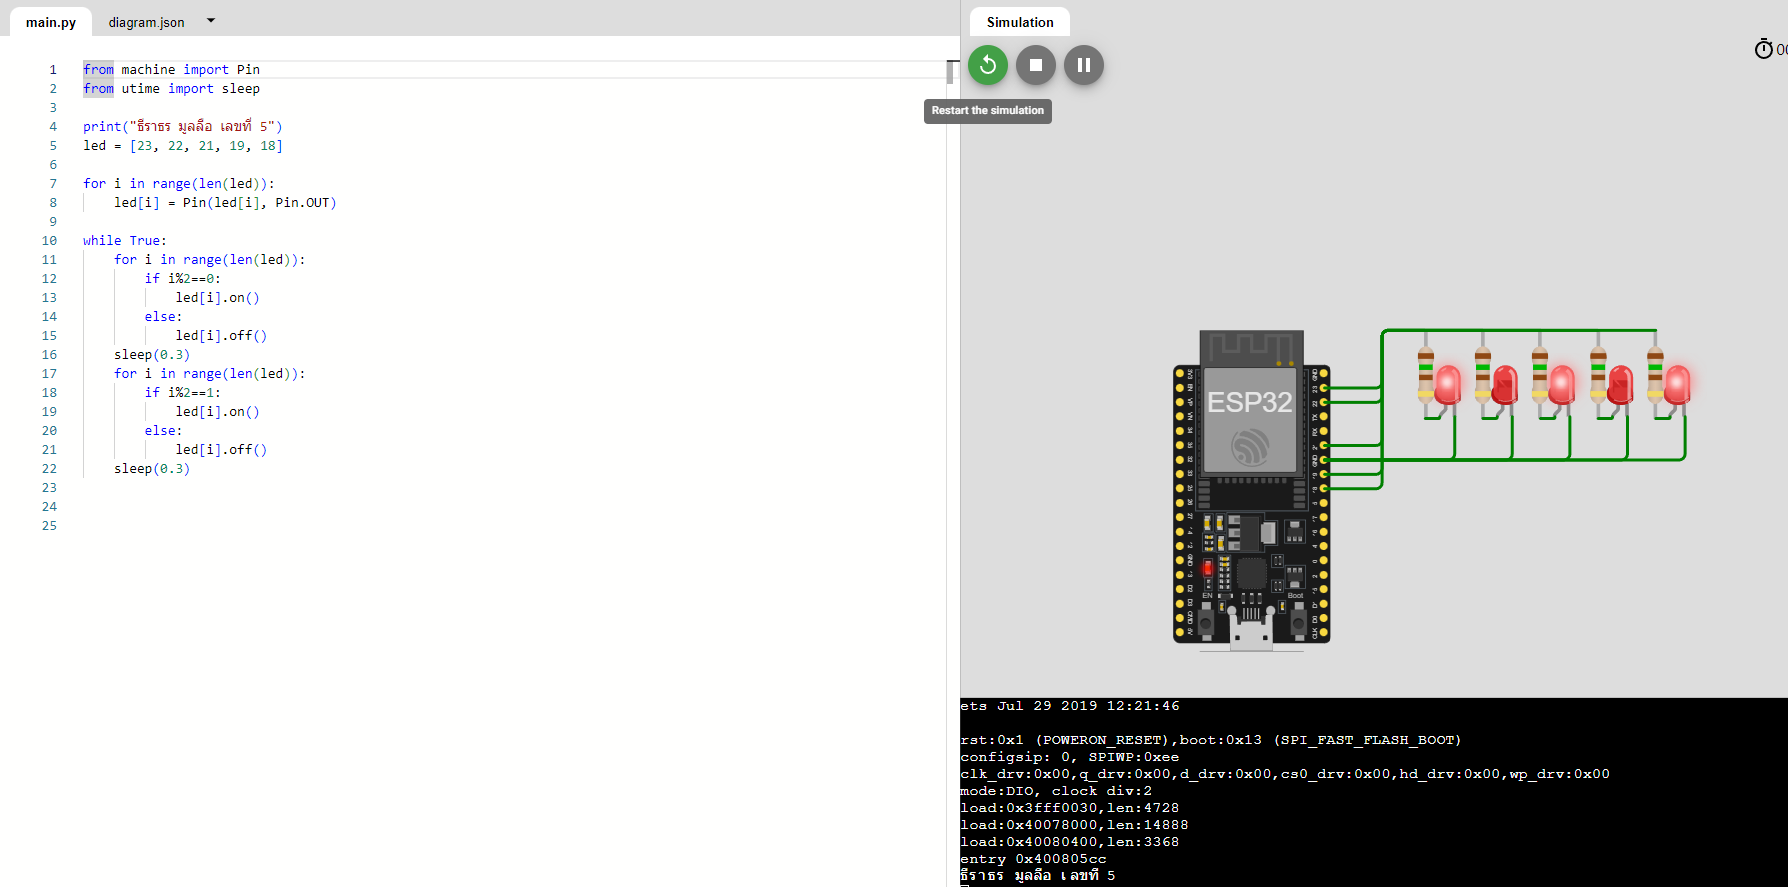 main.py
diagram.json
1 from machine import Pin
2 from utime import sleep
3
4 print("ธีราธร มูลลือ เลขที่ 5")
5 led = [23, 22, 21, 19, 18]
6
7 for i in range(len(led)):
8     led[i] = Pin(led[i], Pin.OUT)
9
10 while True:
11     for i in range(len(led)):
12         if i%2==0:
13             led[i].on()
14         else:
15             led[i].off()
16     sleep(0.3)
17     for i in range(len(led)):
18         if i%2==1:
19             led[i].on()
20         else:
21             led[i].off()
22     sleep(0.3)
23
24
25
Simulation
00
Restart the simulation
ESP32
EN
Boot
ets Jul 29 2019 12:21:46
rst:0x1 (POWERON_RESET),boot:0x13 (SPI_FAST_FLASH_BOOT)
configsip: 0, SPIWP:0xee
clk_drv:0x00,q_drv:0x00,d_drv:0x00,cs0_drv:0x00,hd_drv:0x00,wp_drv:0x00
mode:DIO, clock div:2
load:0x3fff0030,len:4728
load:0x40078000,len:14888
load:0x40080400,len:3368
entry 0x400805cc
ธีราธร มูลลือ เลขที่ 5